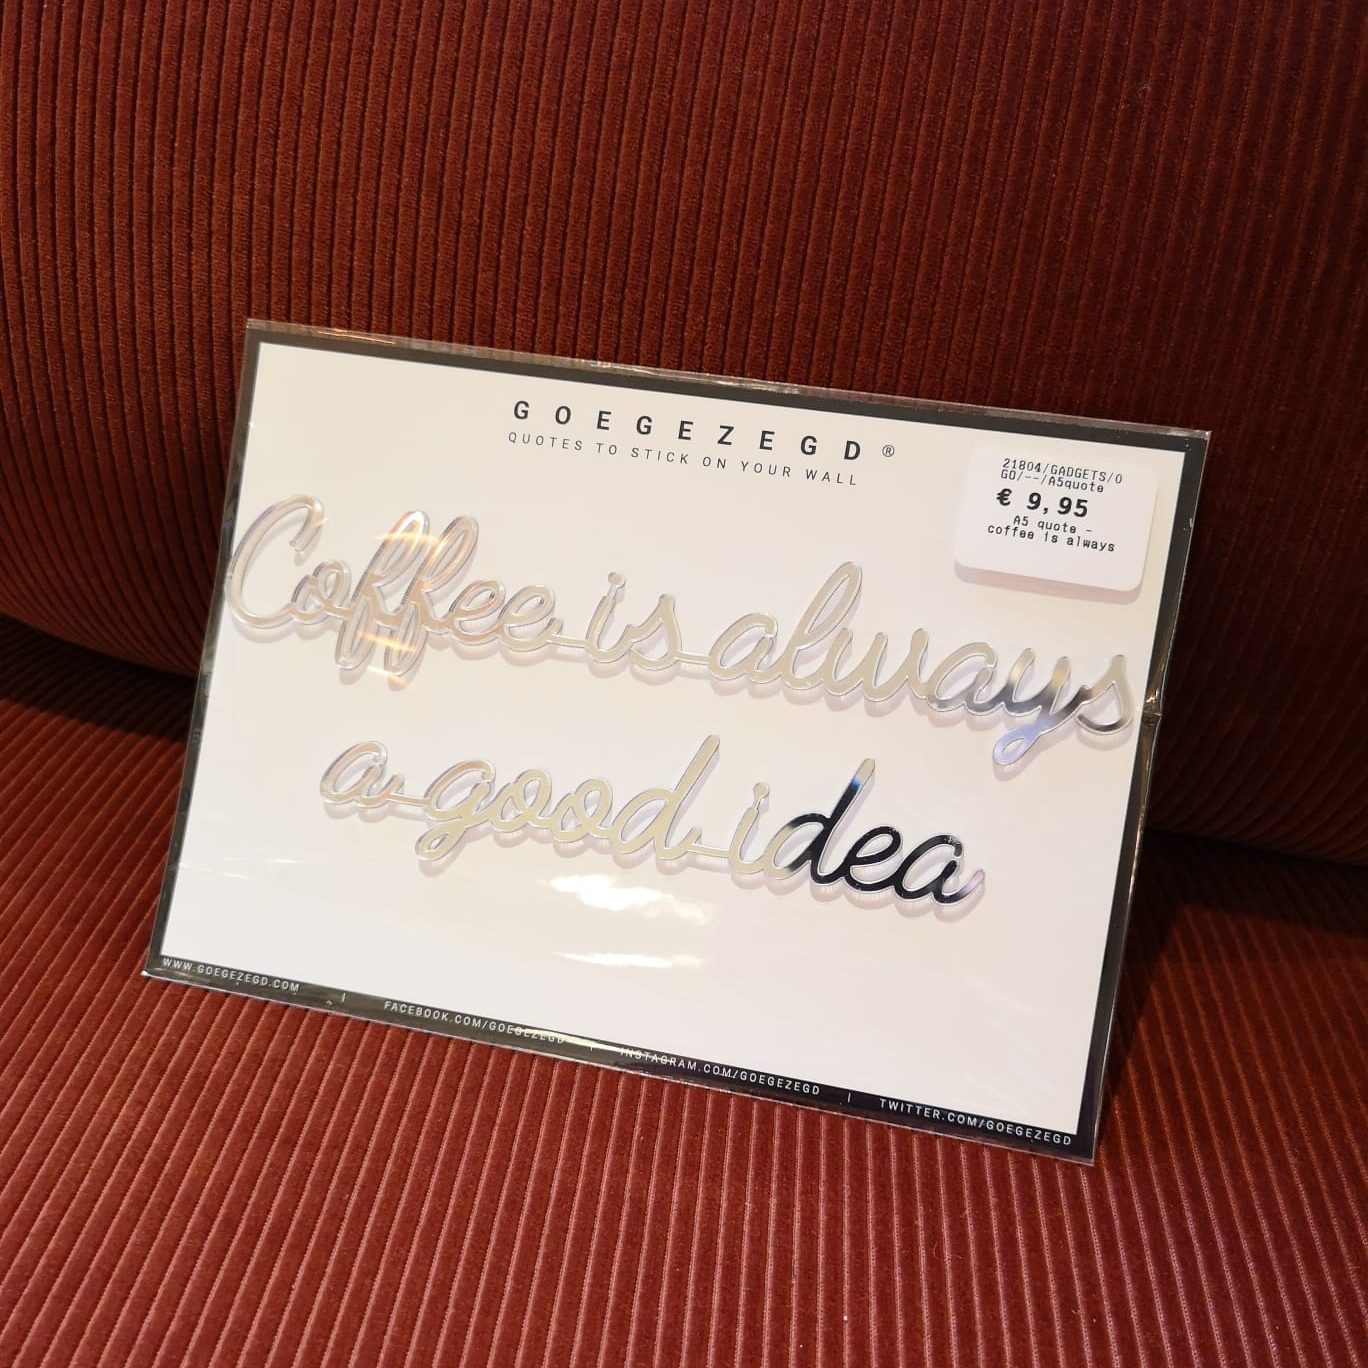 GOEGEZEGD®
QUOTES TO STICK ON YOUR WALL
21804/GADGETS/O
GO/--/A5quote
€ 9,95
A5 quote -
coffee is always
Coffee is always
a good idea
WWW.GOEGEZEGD.COM | FACEBOOK.COM/GOEGEZEGD | INSTAGRAM.COM/GOEGEZEGD | TWITTER.COM/GOEGEZEGD